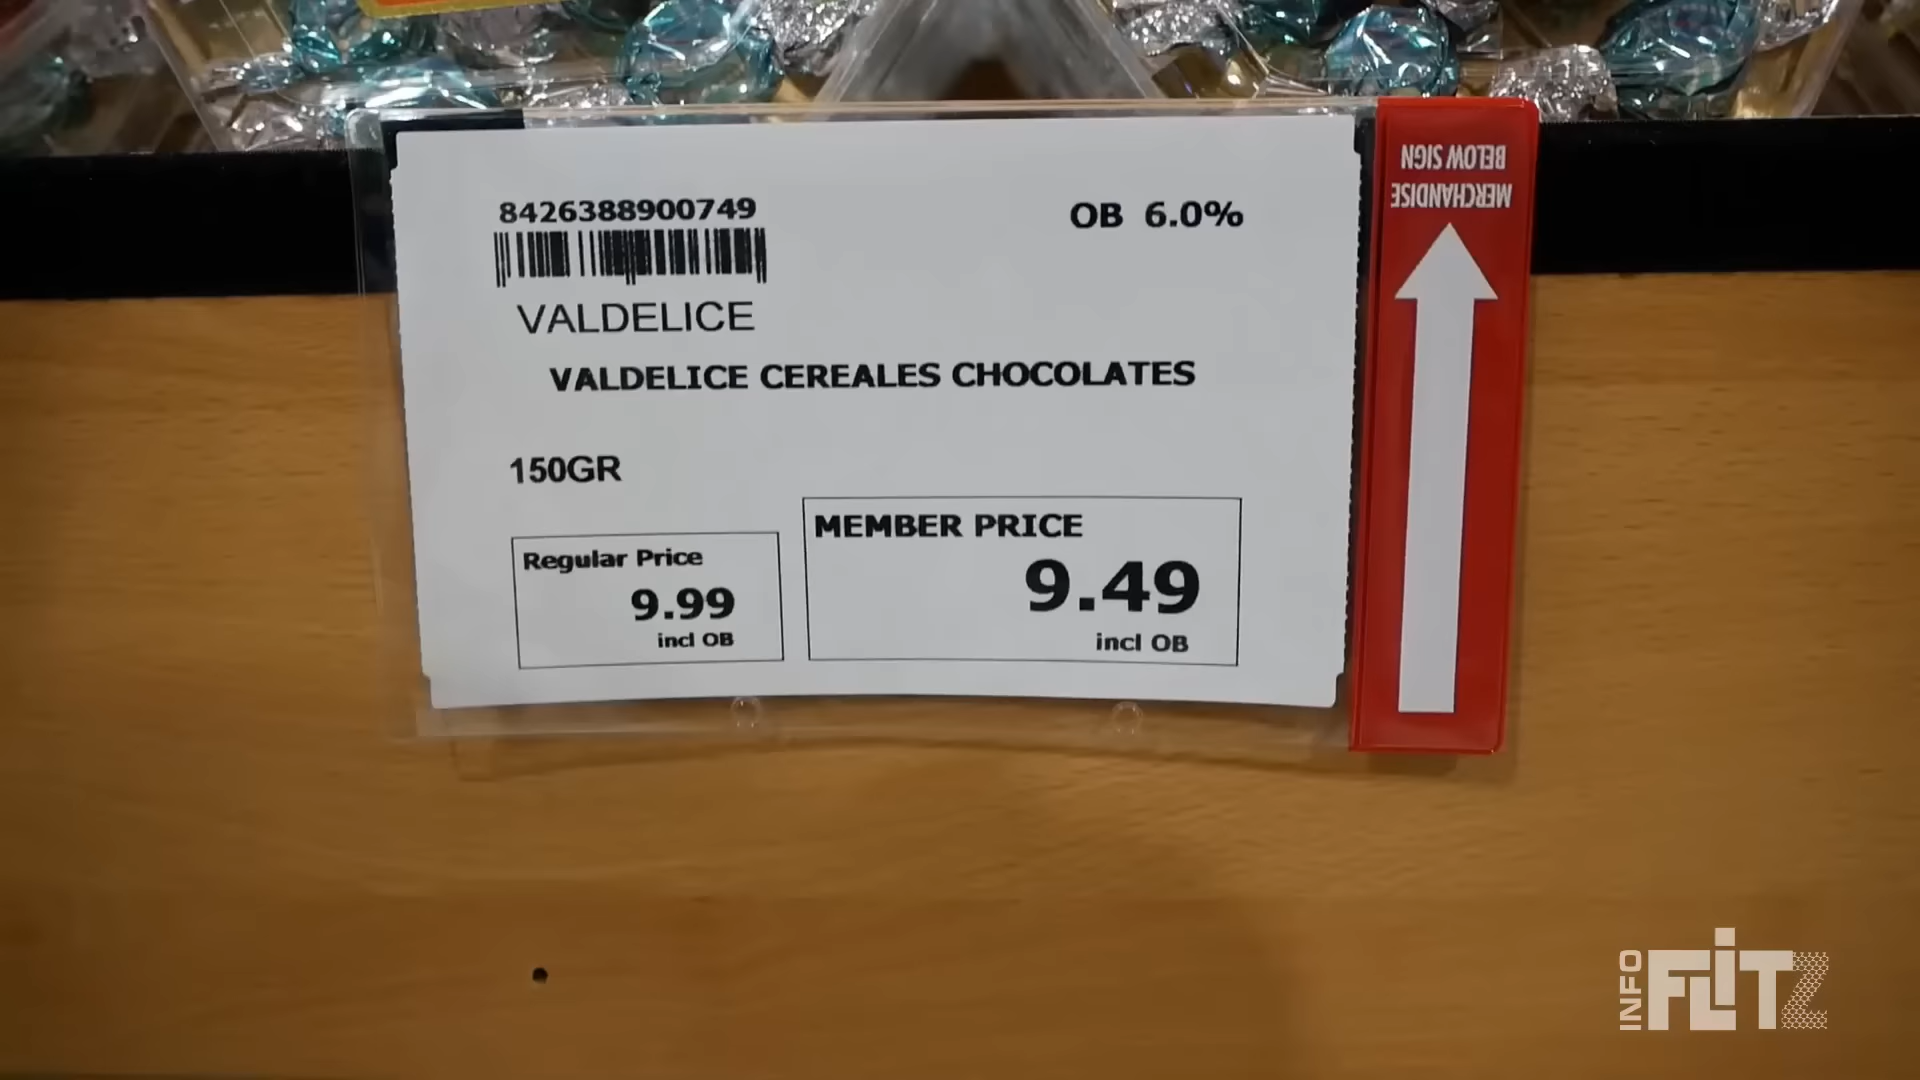 8426388900749
OB 6.0%
VALDELICE
VALDELICE CEREALES CHOCOLATES
150GR
Regular Price
9.99
incl OB
MEMBER PRICE
9.49
incl OB
MERCHANDISE
BELOW SIGN
INFO
FLITZ